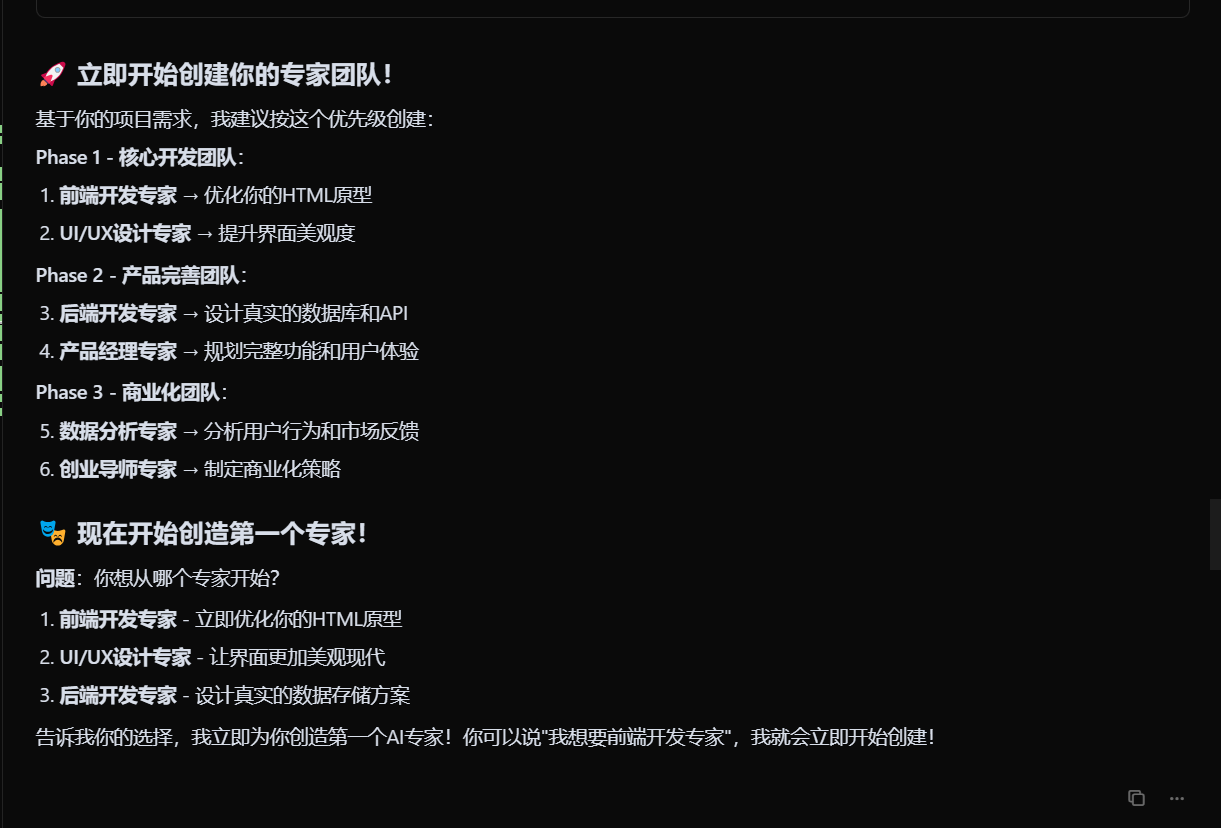 🚀 立即开始创建你的专家团队！
基于你的项目需求，我建议按这个优先级创建：
Phase 1 - 核心开发团队：
1. 前端开发专家 → 优化你的HTML原型
2. UI/UX设计专家 → 提升界面美观度
Phase 2 - 产品完善团队：
3. 后端开发专家 → 设计真实的数据库和API
4. 产品经理专家 → 规划完整功能和用户体验
Phase 3 - 商业化团队：
5. 数据分析专家 → 分析用户行为和市场反馈
6. 创业导师专家 → 制定商业化策略
🎭 现在开始创造第一个专家！
问题：你想从哪个专家开始？
1. 前端开发专家 - 立即优化你的HTML原型
2. UI/UX设计专家 - 让界面更加美观现代
3. 后端开发专家 - 设计真实的数据存储方案
告诉我你的选择，我立即为你创造第一个AI专家！你可以说"我想要前端开发专家"，我就会立即开始创建！